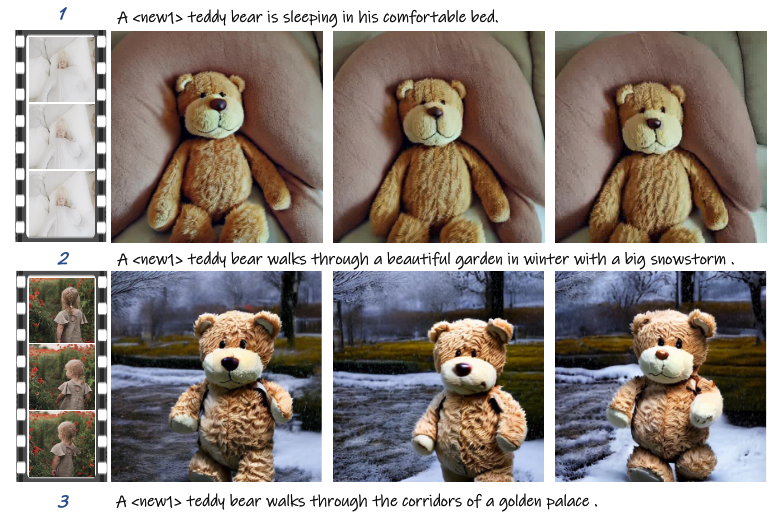 1 A <new1> teddy bear is sleeping in his comfortable bed.
2 A <new1> teddy bear walks through a beautiful garden in winter with a big snowstorm .
3 A <new1> teddy bear walks through the corridors of a golden palace .